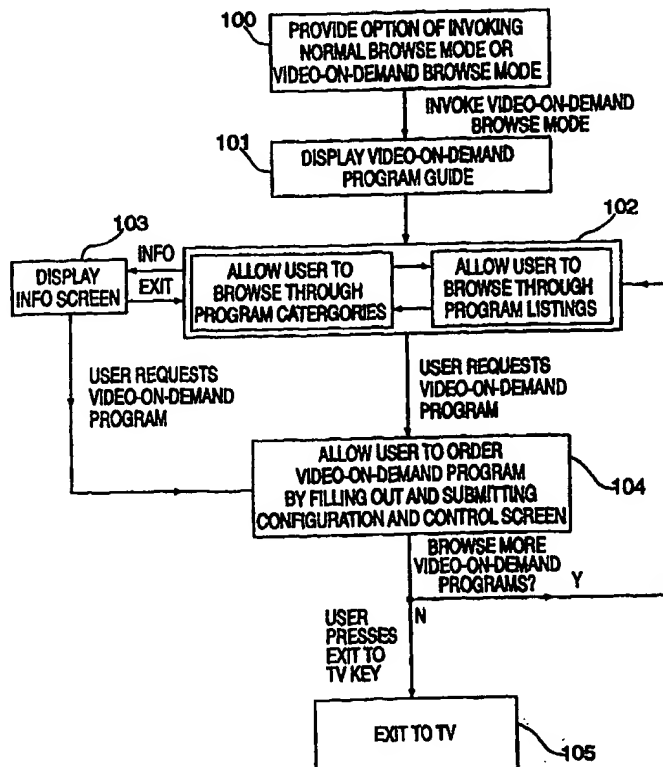 100
PROVIDE OPTION OF INVOKING
NORMAL BROWSE MODE OR
VIDEO-ON-DEMAND BROWSE MODE
INVOKE VIDEO-ON-DEMAND
BROWSE MODE
101
DISPLAY VIDEO-ON-DEMAND
PROGRAM GUIDE
102
103
DISPLAY
INFO SCREEN
INFO
EXIT
ALLOW USER TO
BROWSE THROUGH
PROGRAM CATERGORIES
ALLOW USER TO
BROWSE THROUGH
PROGRAM LISTINGS
USER REQUESTS
VIDEO-ON-DEMAND
PROGRAM
USER REQUESTS
VIDEO-ON-DEMAND
PROGRAM
ALLOW USER TO ORDER
VIDEO-ON-DEMAND PROGRAM
BY FILLING OUT AND SUBMITTING
CONFIGURATION AND CONTROL SCREEN
104
BROWSE MORE
VIDEO-ON-DEMAND
PROGRAMS?
Y
N
USER
PRESSES
EXIT TO
TV KEY
EXIT TO TV
105